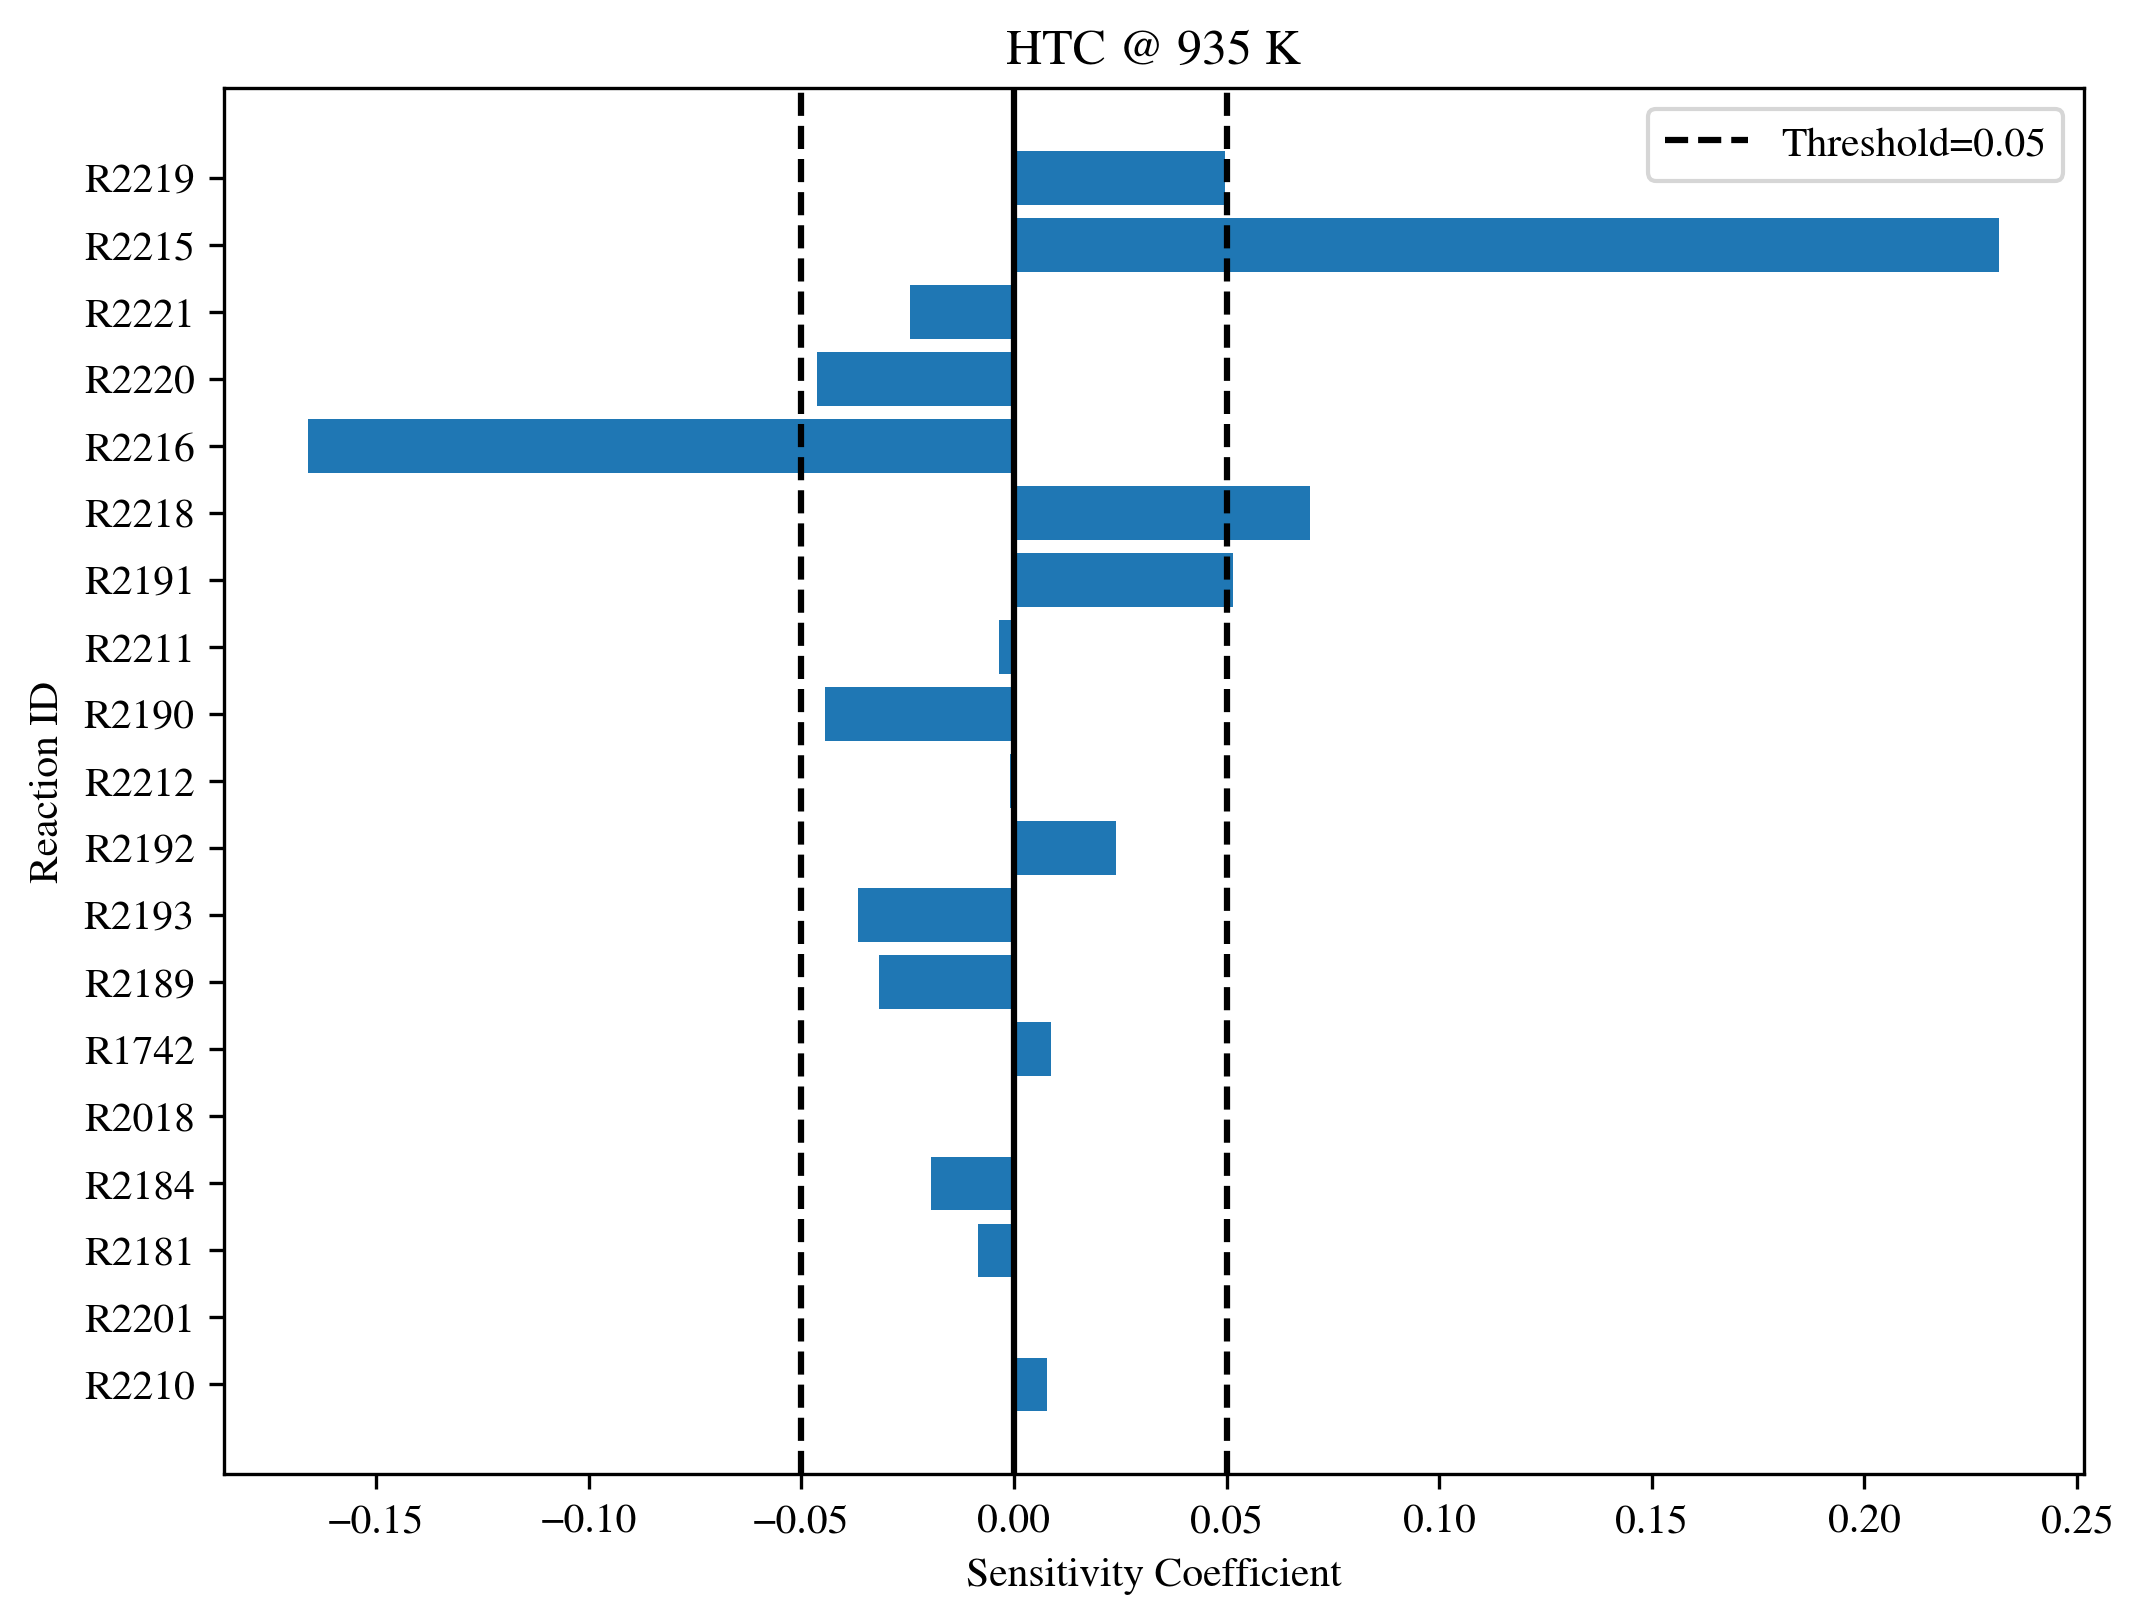 HTC @ 935 K
Threshold=0.05
R2219
R2215
R2221
R2220
R2216
R2218
R2191
R2211
R2190
R2212
R2192
R2193
R2189
R1742
R2018
R2184
R2181
R2201
R2210
Reaction ID
−0.15 −0.10 −0.05 0.00 0.05 0.10 0.15 0.20 0.25
Sensitivity Coefficient